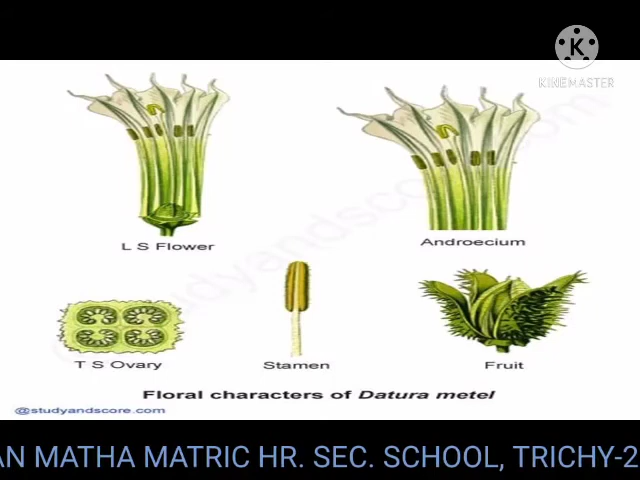 K
KINEMASTER
L S Flower
Androecium
T S Ovary
Stamen
Fruit
Floral characters of Datura metel
@studyandscore.com
AN MATHA MATRIC HR. SEC. SCHOOL, TRICHY-2